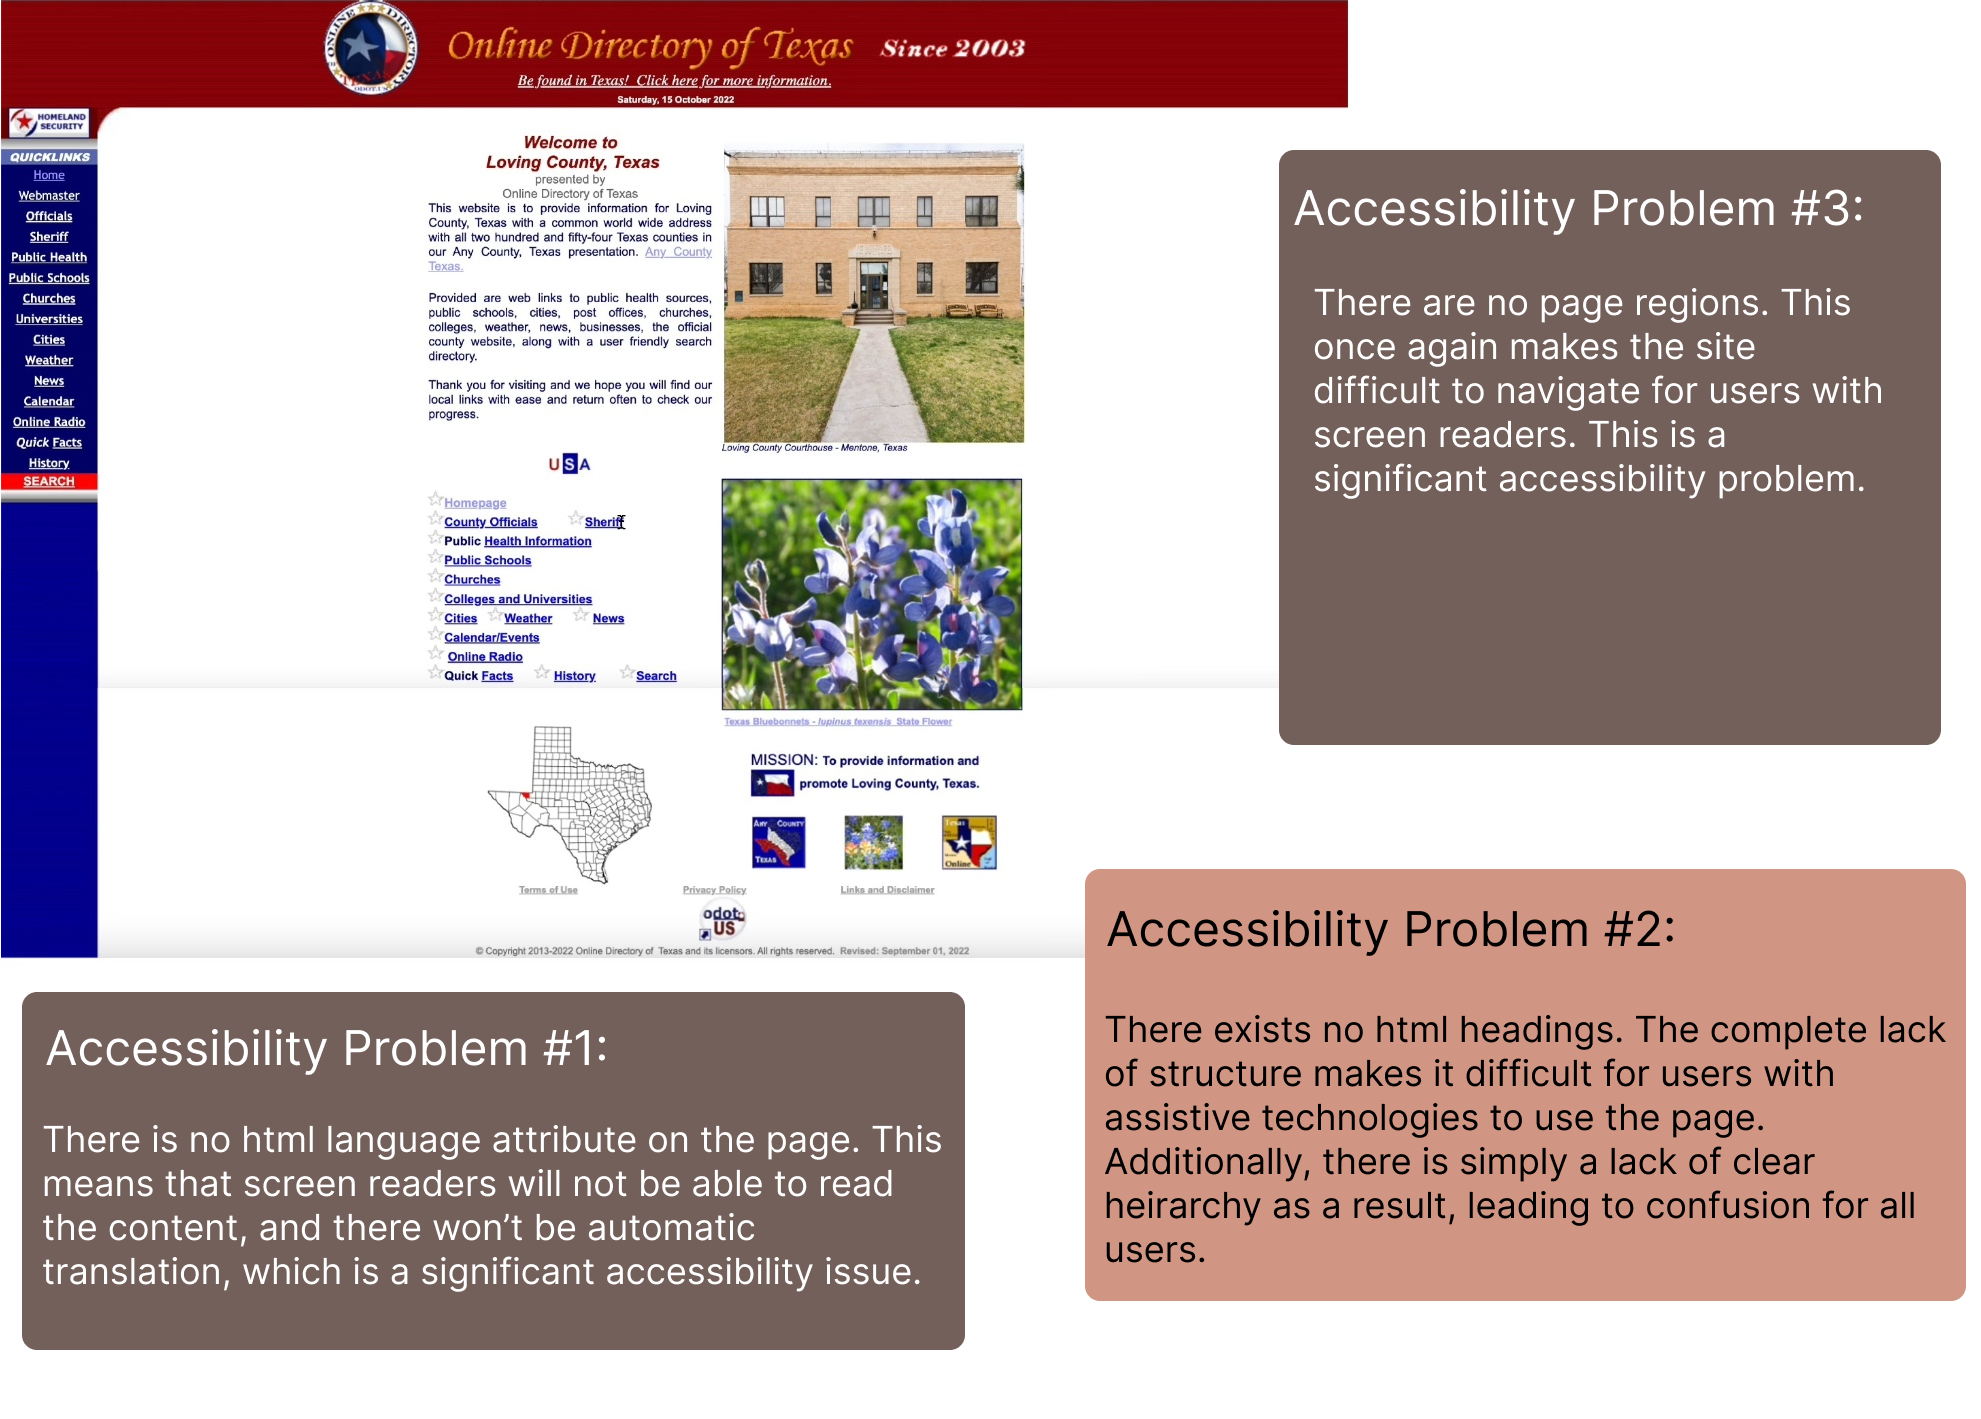 Online Directory of Texas Since 2003
Be found in Texas! Click here for more information.
Saturday, 15 October 2022
HOMELAND
SECURITY
QUICKLINKS
Home
Webmaster
Officials
Sheriff
Public Health
Public Schools
Churches
Universities
Cities
Weather
News
Calendar
Online Radio
Quick Facts
History
SEARCH
Welcome to
Loving County, Texas
presented by
Online Directory of Texas
This website is to provide information for Loving
County, Texas with a common world wide address
with all two hundred and fifty-four Texas counties in
our Any County, Texas presentation. Any County
Texas.
Provided are web links to public health sources,
public schools, cities, post offices, churches,
colleges, weather, news, businesses, the official
county website, along with a user friendly search
directory.
Thank you for visiting and we hope you will find our
local links with ease and return often to check our
progress.
Loving County Courthouse - Mentone, Texas
USA
Homepage
County Officials Sheriff
Public Health Information
Public Schools
Churches
Colleges and Universities
Cities Weather News
Calendar/Events
Online Radio
Quick Facts History Search
Texas Bluebonnets - lupinus texensis State Flower
MISSION: To provide information and
promote Loving County, Texas.
ANY COUNTY
TEXAS
Texas
Online
Terms of Use Privacy Policy Links and Disclaimer
odot
US
© Copyright 2013-2022 Online Directory of Texas and its licensors. All rights reserved. Revised: September 01, 2022
Accessibility Problem #3:
There are no page regions. This
once again makes the site
difficult to navigate for users with
screen readers. This is a
significant accessibility problem.
Accessibility Problem #2:
There exists no html headings. The complete lack
of structure makes it difficult for users with
assistive technologies to use the page.
Additionally, there is simply a lack of clear
heirarchy as a result, leading to confusion for all
users.
Accessibility Problem #1:
There is no html language attribute on the page. This
means that screen readers will not be able to read
the content, and there won't be automatic
translation, which is a significant accessibility issue.